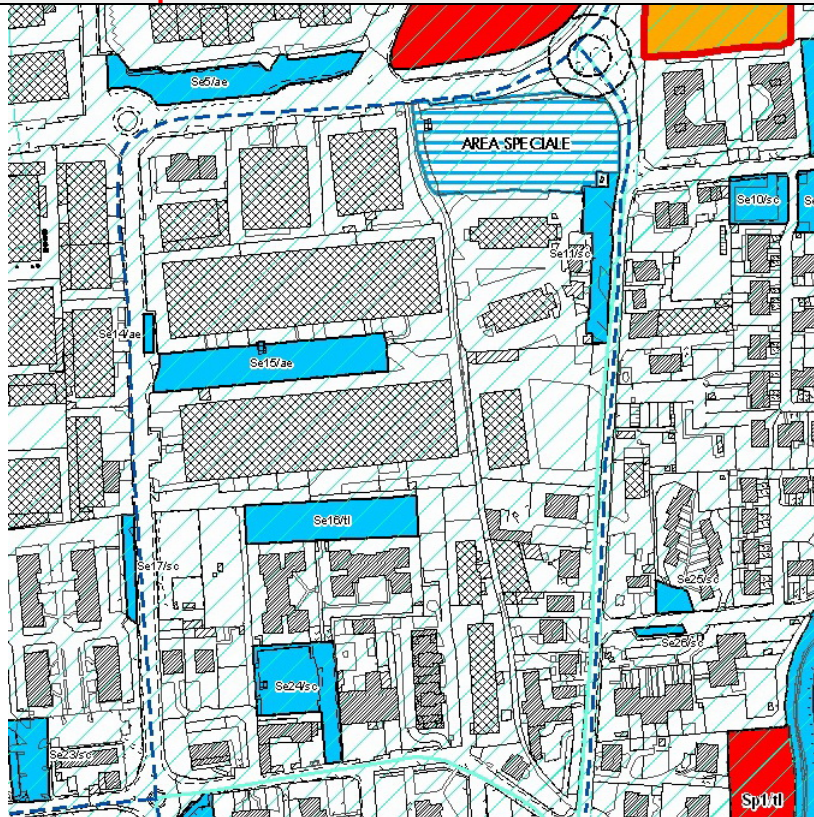 Se5/ae
AREA SPECIALE
Se10/sc
Se11/sc
Se14/ae
Se15/ae
Se16/tl
Se17/sc
Se25/sc
Se26/sc
Se24/sc
Se23/sc
Sp1/tl